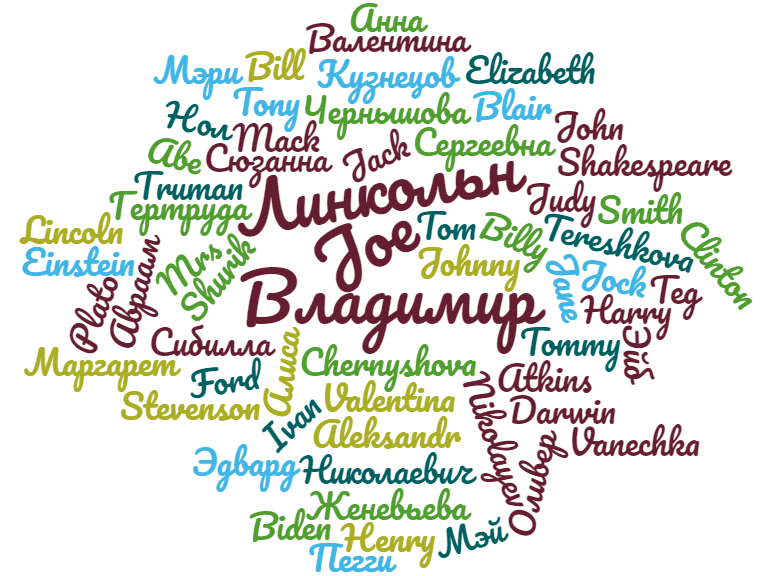 Анна
Валентина
Мэри Bill Кузнецов Elizabeth
Tony Чернышова Blair
Нол Mack Jack Сергеевна John
Abe Сюзанна Shakespeare
Truman Линкольн Judy Smith
Гертруда Joe Tom Billy Tereshkova Clinton
Lincoln Mrs Johnny
Einstein Shurik Jane Jock Тед
Plato Авраам Владимир Harry
Сибилла Tommy Эйб
Маргарет Алиса Chernyshova
Ford Valentina Atkins
Stevenson Ivan Aleksandr Nikolayev Darwin
Оливер Vanechka
Эдвард Николаевич
Женевьева
Biden Henry Мэй
Пегги